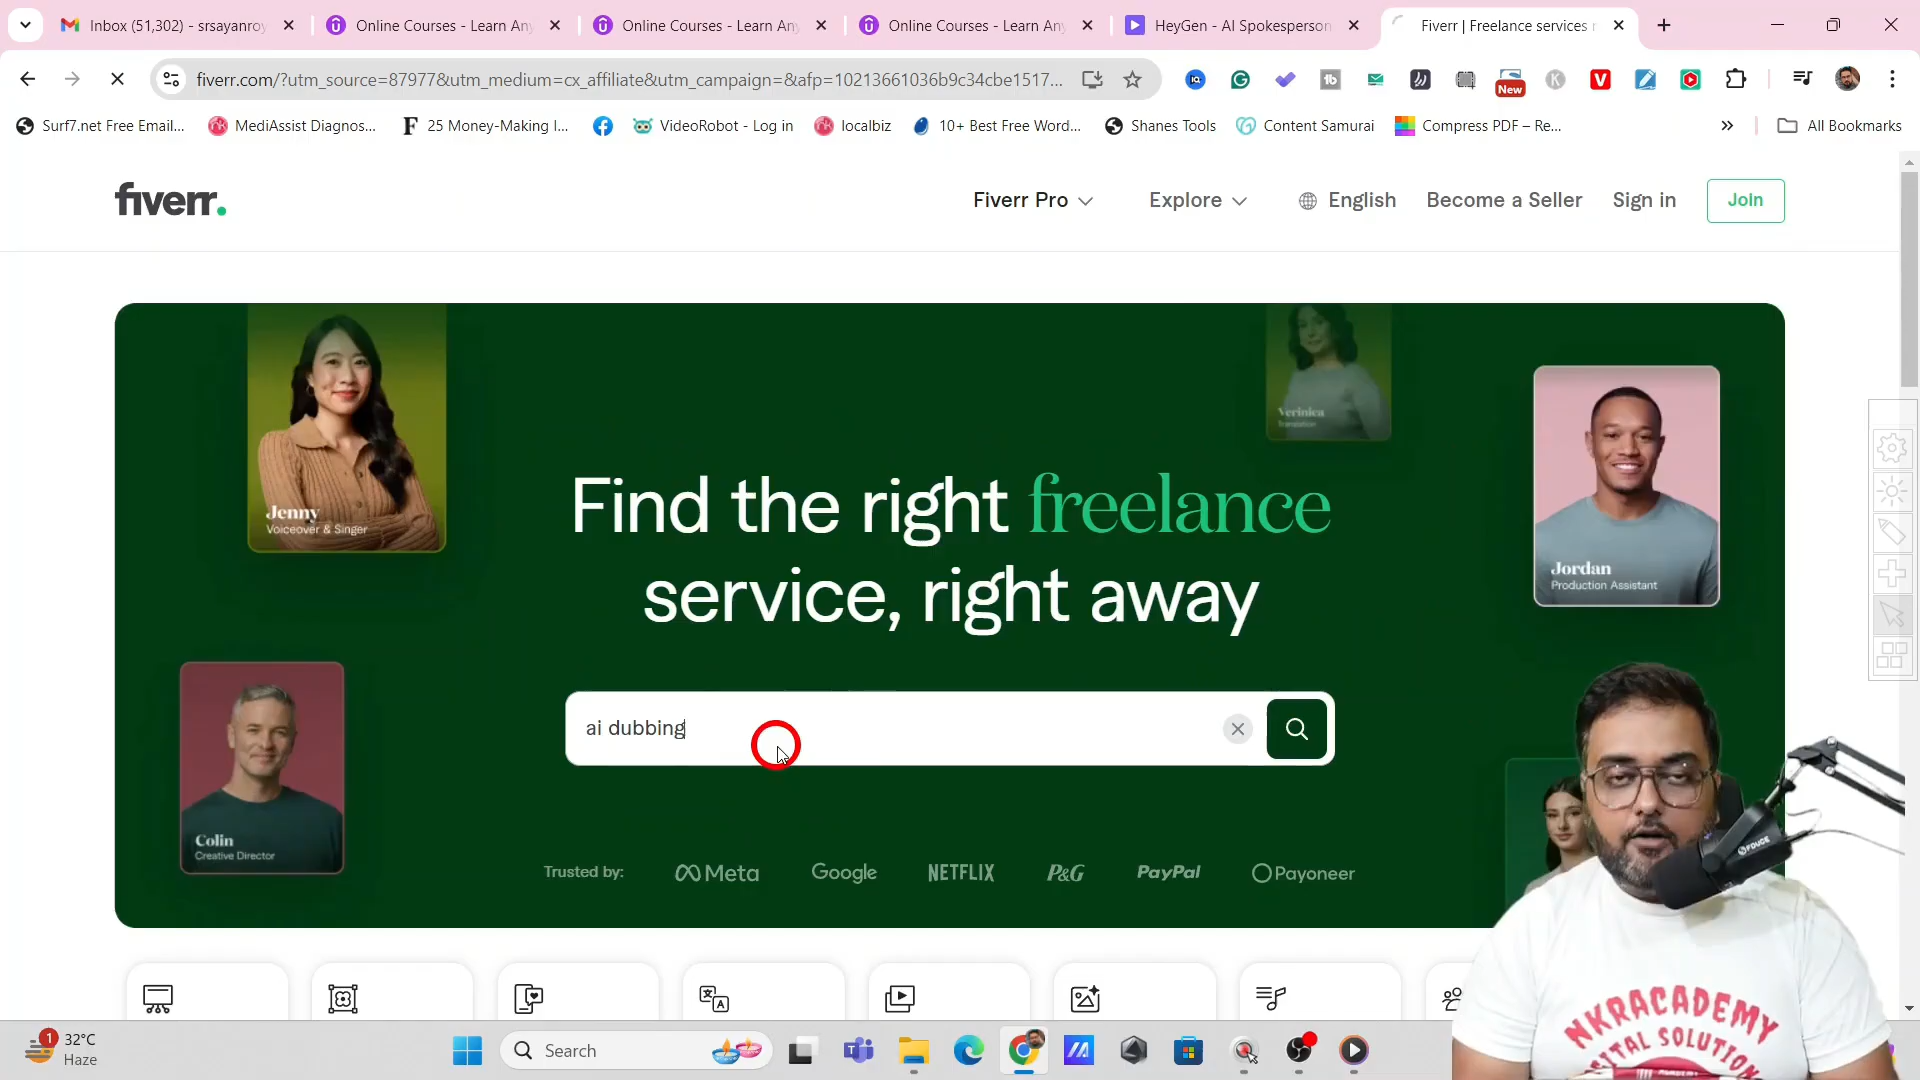 Inbox (51,302) - srsayanroy
Online Courses - Learn Any
Online Courses - Learn Any
Online Courses - Learn Any
HeyGen - AI Spokesperson
Fiverr | Freelance services
fiverr.com/?utm_source=87977&utm_medium=cx_affiliate&utm_campaign=&afp=10213661036b9c34cbe1517...
New
Surf7.net Free Email...
MediAssist Diagnos...
25 Money-Making I...
VideoRobot - Log in
localbiz
10+ Best Free Word...
Shanes Tools
Content Samurai
Compress PDF – Re...
All Bookmarks
fiverr.
Fiverr Pro
Explore
English
Become a Seller
Sign in
Join
Jenny
Voiceover & Singer
Verinica
Translation
Jordan
Production Assistant
Find the right freelance
service, right away
ai dubbing
Colin
Creative Director
Trusted by:
Meta
Google
NETFLIX
P&G
PayPal
Payoneer
FDUCE
NKRACADEMY
1
32°C
Haze
Search